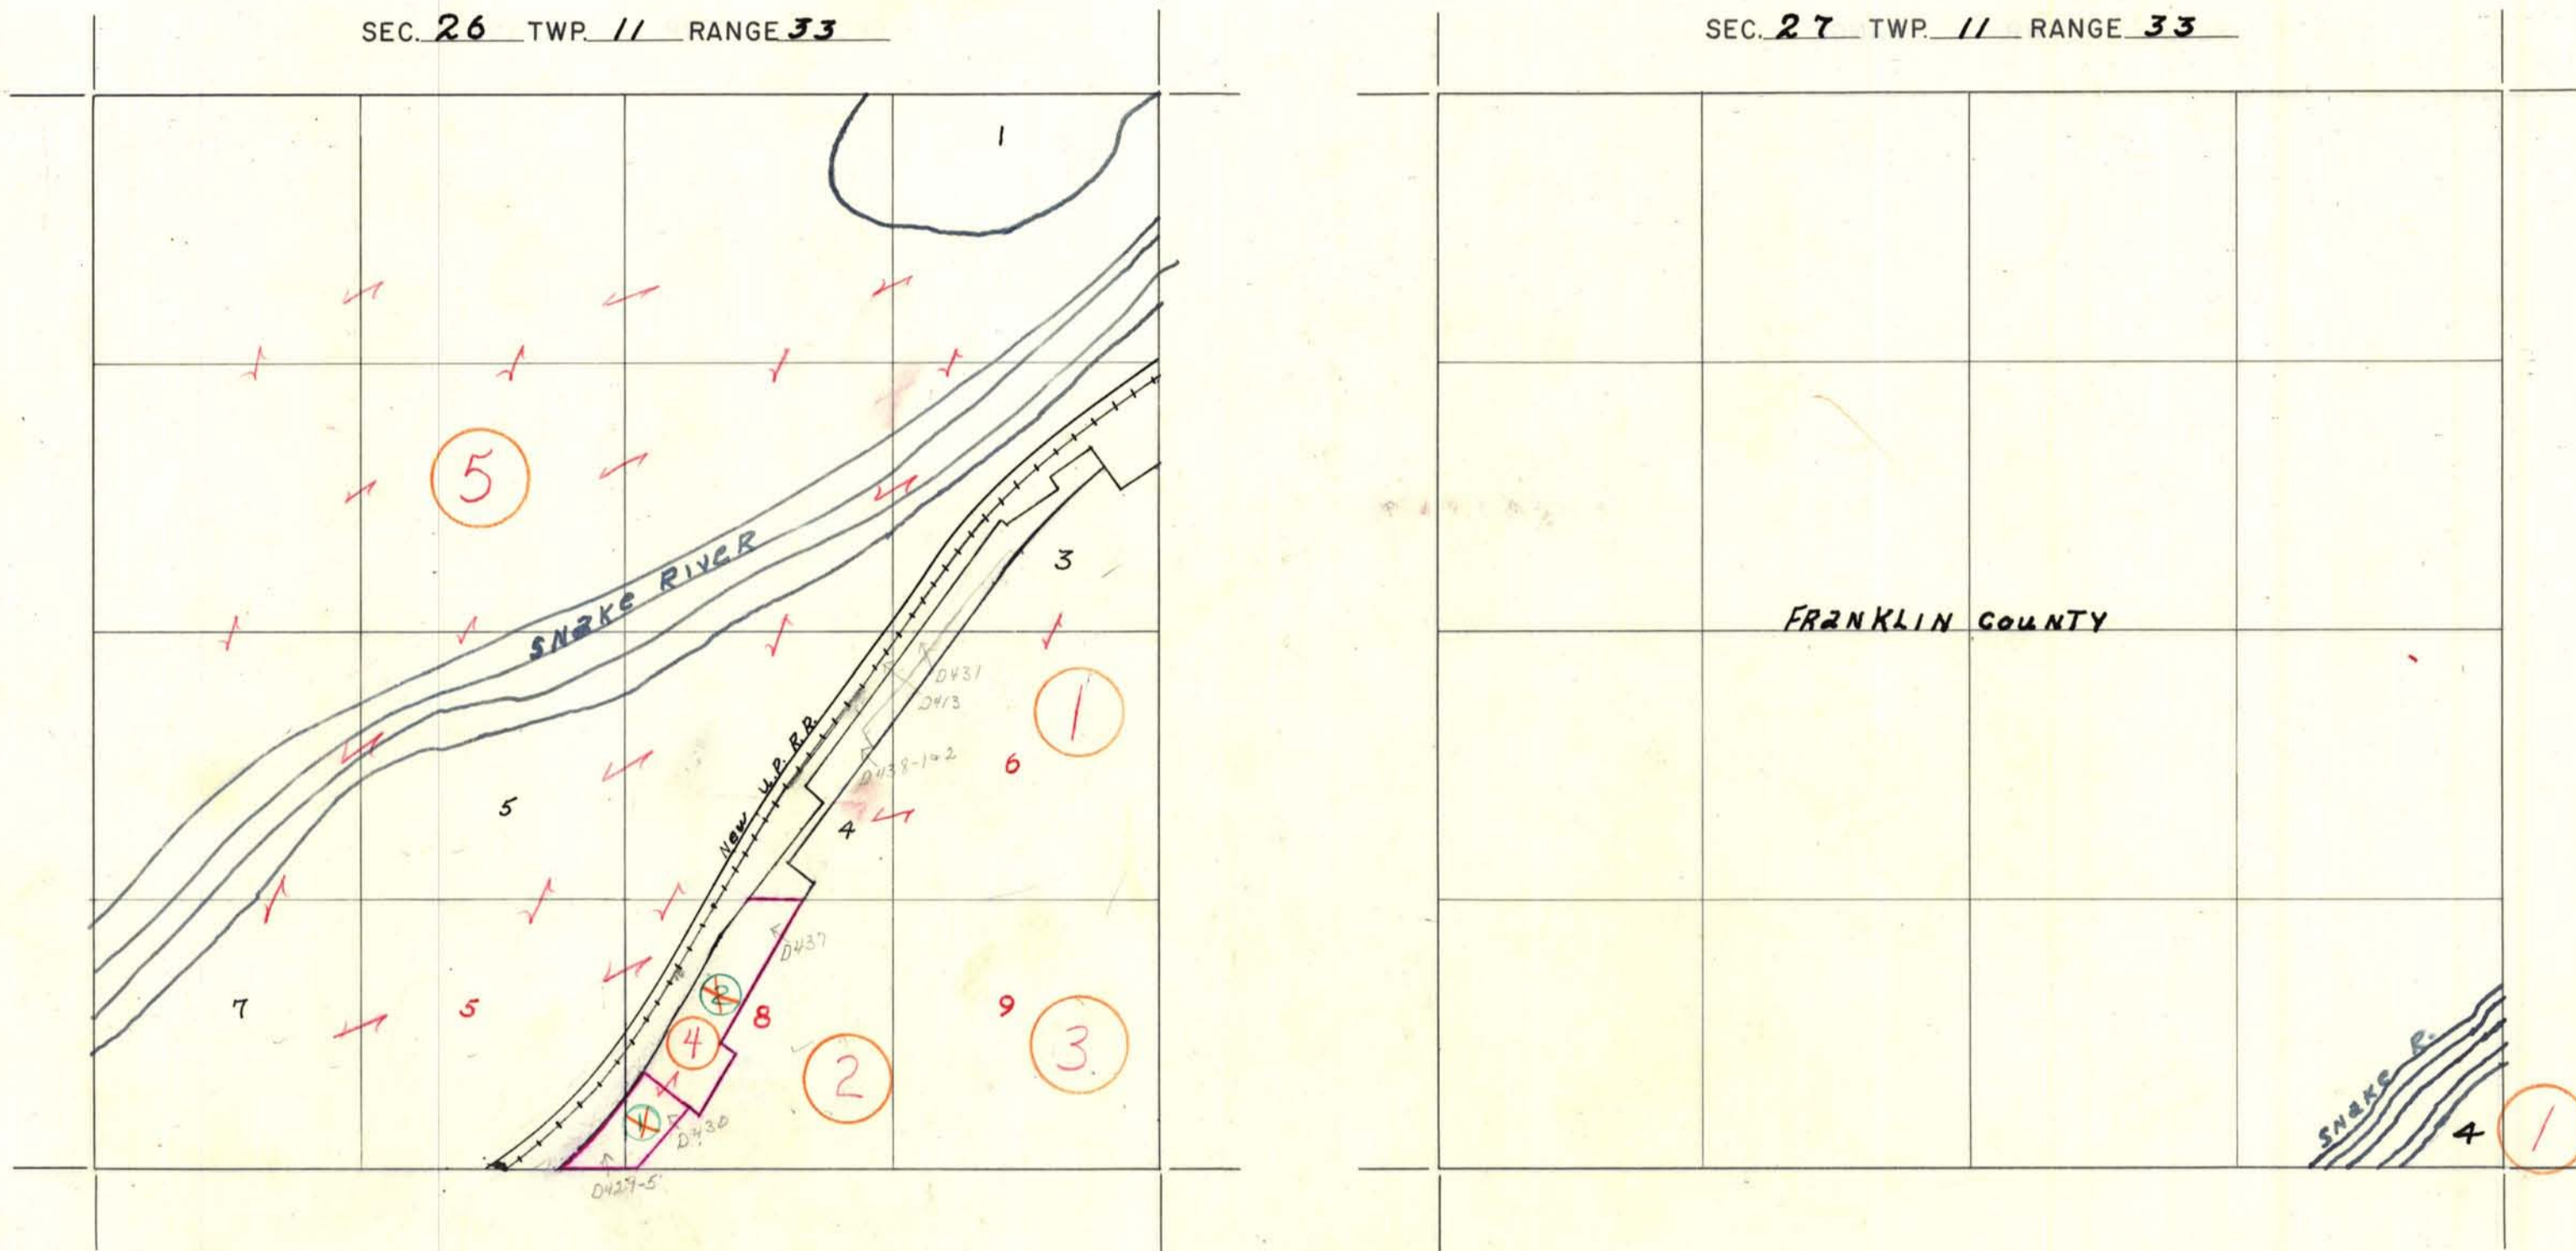 SEC. 26 TWP. 11 RANGE 33
1
5
SNaKe RIVeR
3
D431
D413
1
6
D438-1&2
NeW U.P. R.R.
5
4
D437
2
7
5
8
9
4
2
3
1
D430
D429-5
SEC. 27 TWP. 11 RANGE 33
FRaNKLIN COUNTY
SNaKe R.
4
1